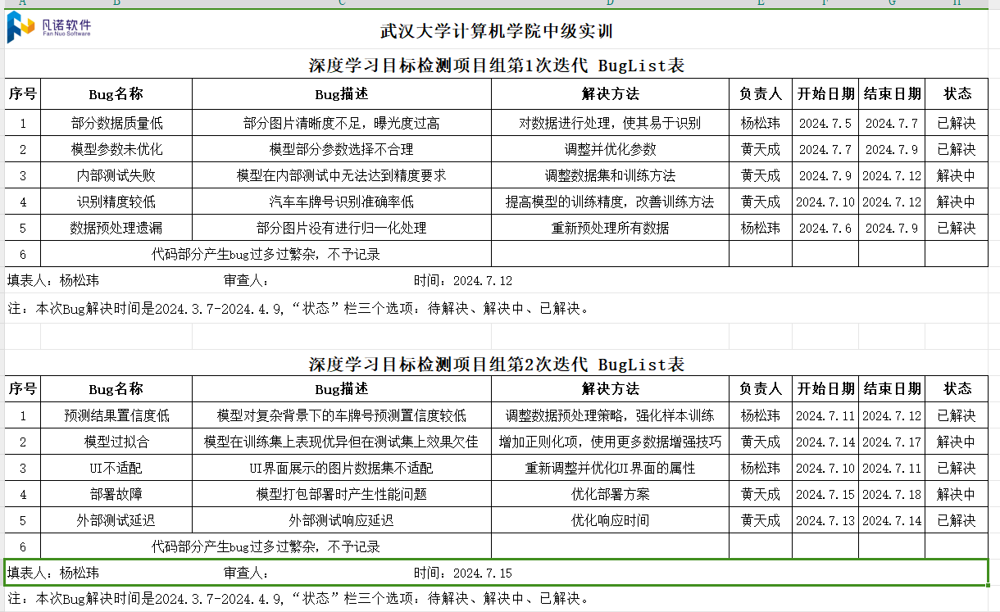 A B C D E F G H
凡诺软件
Fan Nuo Software
武汉大学计算机学院中级实训
深度学习目标检测项目组第1次迭代 BugList表
序号 Bug名称 Bug描述 解决方法 负责人 开始日期 结束日期 状态
1 部分数据质量低 部分图片清晰度不足，曝光度过高 对数据进行处理，使其易于识别 杨松玮 2024.7.5 2024.7.7 已解决
2 模型参数未优化 模型部分参数选择不合理 调整并优化参数 黄天成 2024.7.7 2024.7.9 已解决
3 内部测试失败 模型在内部测试中无法达到精度要求 调整数据集和训练方法 黄天成 2024.7.9 2024.7.12 解决中
4 识别精度较低 汽车车牌号识别准确率低 提高模型的训练精度，改善训练方法 黄天成 2024.7.10 2024.7.12 解决中
5 数据预处理遗漏 部分图片没有进行归一化处理 重新预处理所有数据 杨松玮 2024.7.6 2024.7.9 已解决
6 代码部分产生bug过多过繁杂，不予记录
填表人：杨松玮 审查人： 时间：2024.7.12
注：本次Bug解决时间是2024.3.7-2024.4.9,“状态”栏三个选项：待解决、解决中、已解决。
深度学习目标检测项目组第2次迭代 BugList表
序号 Bug名称 Bug描述 解决方法 负责人 开始日期 结束日期 状态
1 预测结果置信度低 模型对复杂背景下的车牌号预测置信度较低 调整数据预处理策略，强化样本训练 杨松玮 2024.7.11 2024.7.12 已解决
2 模型过拟合 模型在训练集上表现优异但在测试集上效果欠佳 增加正则化项，使用更多数据增强技巧 黄天成 2024.7.14 2024.7.17 解决中
3 UI不适配 UI界面展示的图片数据集不适配 重新调整并优化UI界面的属性 杨松玮 2024.7.10 2024.7.11 已解决
4 部署故障 模型打包部署时产生性能问题 优化部署方案 黄天成 2024.7.15 2024.7.18 解决中
5 外部测试延迟 外部测试响应延迟 优化响应时间 黄天成 2024.7.13 2024.7.14 已解决
6 代码部分产生bug过多过繁杂，不予记录
填表人：杨松玮 审查人： 时间：2024.7.15
注：本次Bug解决时间是2024.3.7-2024.4.9,“状态”栏三个选项：待解决、解决中、已解决。